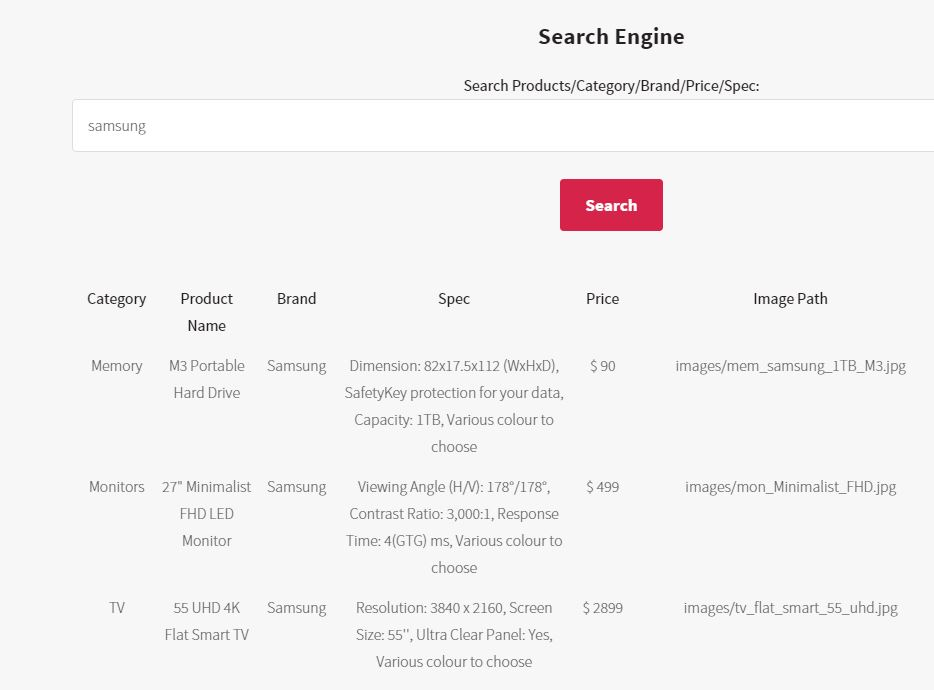 Search Engine
Search Products/Category/Brand/Price/Spec:
samsung
Search
Category Product Brand Spec Price Image Path
Name
Memory M3 Portable Samsung Dimension: 82x17.5x112 (WxHxD), $ 90 images/mem_samsung_1TB_M3.jpg
Hard Drive SafetyKey protection for your data,
Capacity: 1TB, Various colour to
choose
Monitors 27" Minimalist Samsung Viewing Angle (H/V): 178°/178°, $ 499 images/mon_Minimalist_FHD.jpg
FHD LED Contrast Ratio: 3,000:1, Response
Monitor Time: 4(GTG) ms, Various colour to
choose
TV 55 UHD 4K Samsung Resolution: 3840 x 2160, Screen $ 2899 images/tv_flat_smart_55_uhd.jpg
Flat Smart TV Size: 55'', Ultra Clear Panel: Yes,
Various colour to choose